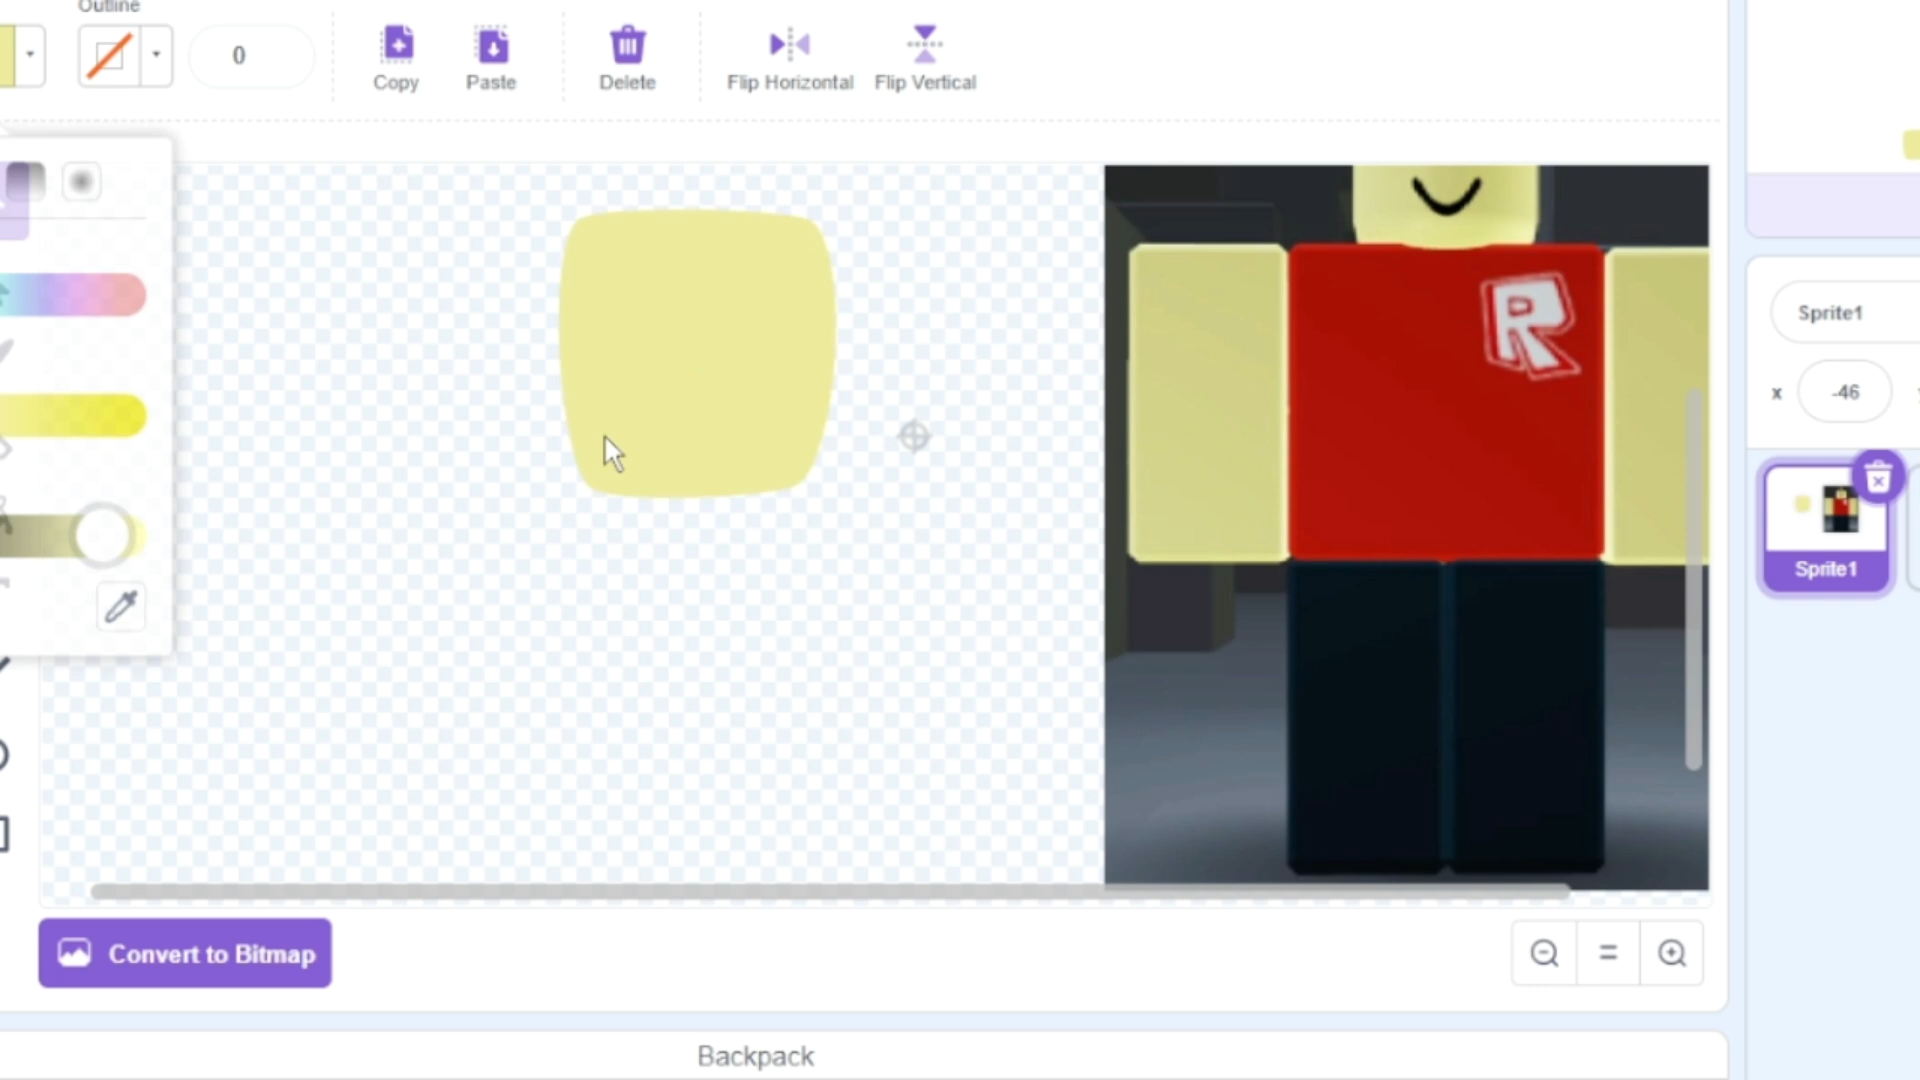 Outline
0
Copy
Paste
Delete
Flip Horizontal
Flip Vertical
R
Sprite1
x
-46
Sprite1
Convert to Bitmap
Backpack